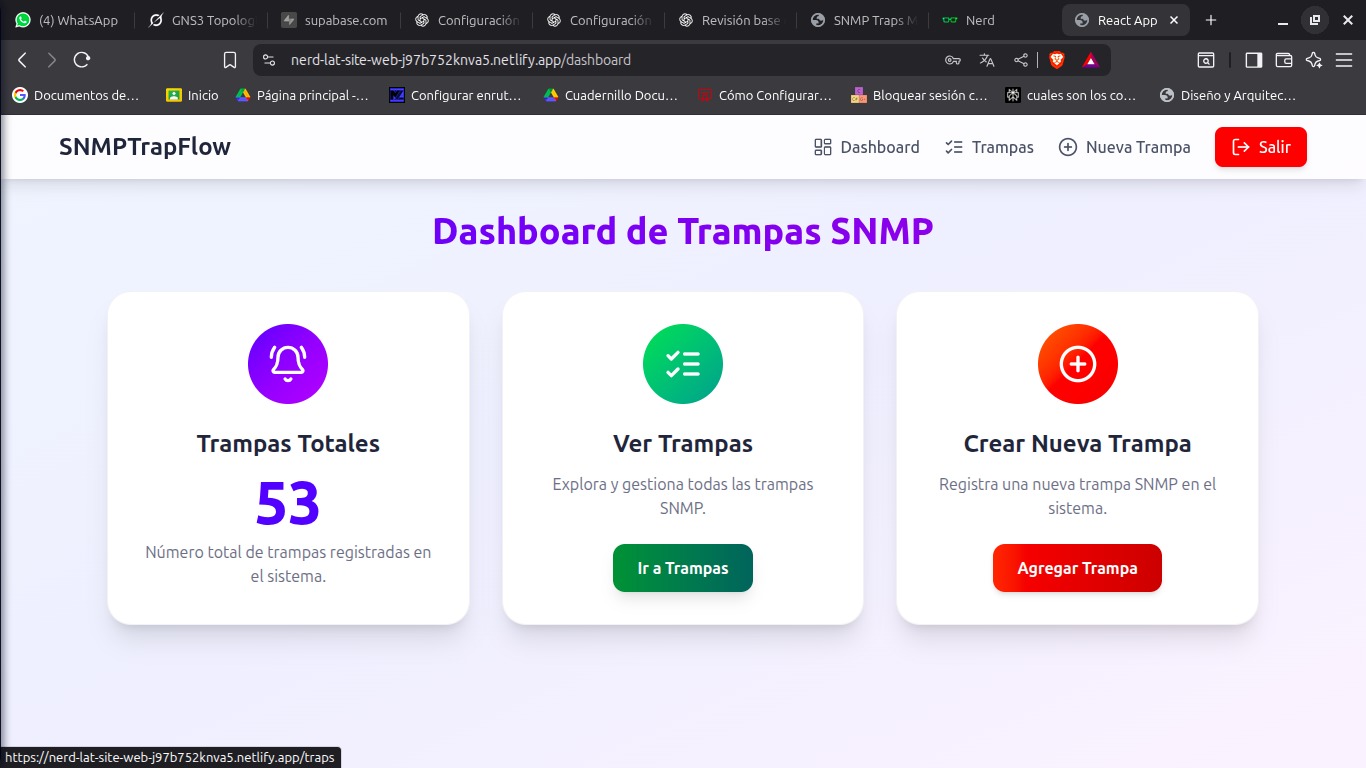 (4) WhatsApp
GNS3 Topolog
supabase.com
Configuración
Configuración
Revisión base
SNMP Traps M
Nerd
React App
nerd-lat-site-web-j97b752knva5.netlify.app/dashboard
Documentos de...
Inicio
Página principal -...
Configurar enrut...
Cuadernillo Docu...
Cómo Configurar...
Bloquear sesión c...
cuales son los co...
Diseño y Arquitec...
SNMPTrapFlow
Dashboard
Trampas
Nueva Trampa
Salir
Dashboard de Trampas SNMP
Trampas Totales
53
Número total de trampas registradas en
el sistema.
Ver Trampas
Explora y gestiona todas las trampas
SNMP.
Ir a Trampas
Crear Nueva Trampa
Registra una nueva trampa SNMP en el
sistema.
Agregar Trampa
https://nerd-lat-site-web-j97b752knva5.netlify.app/traps